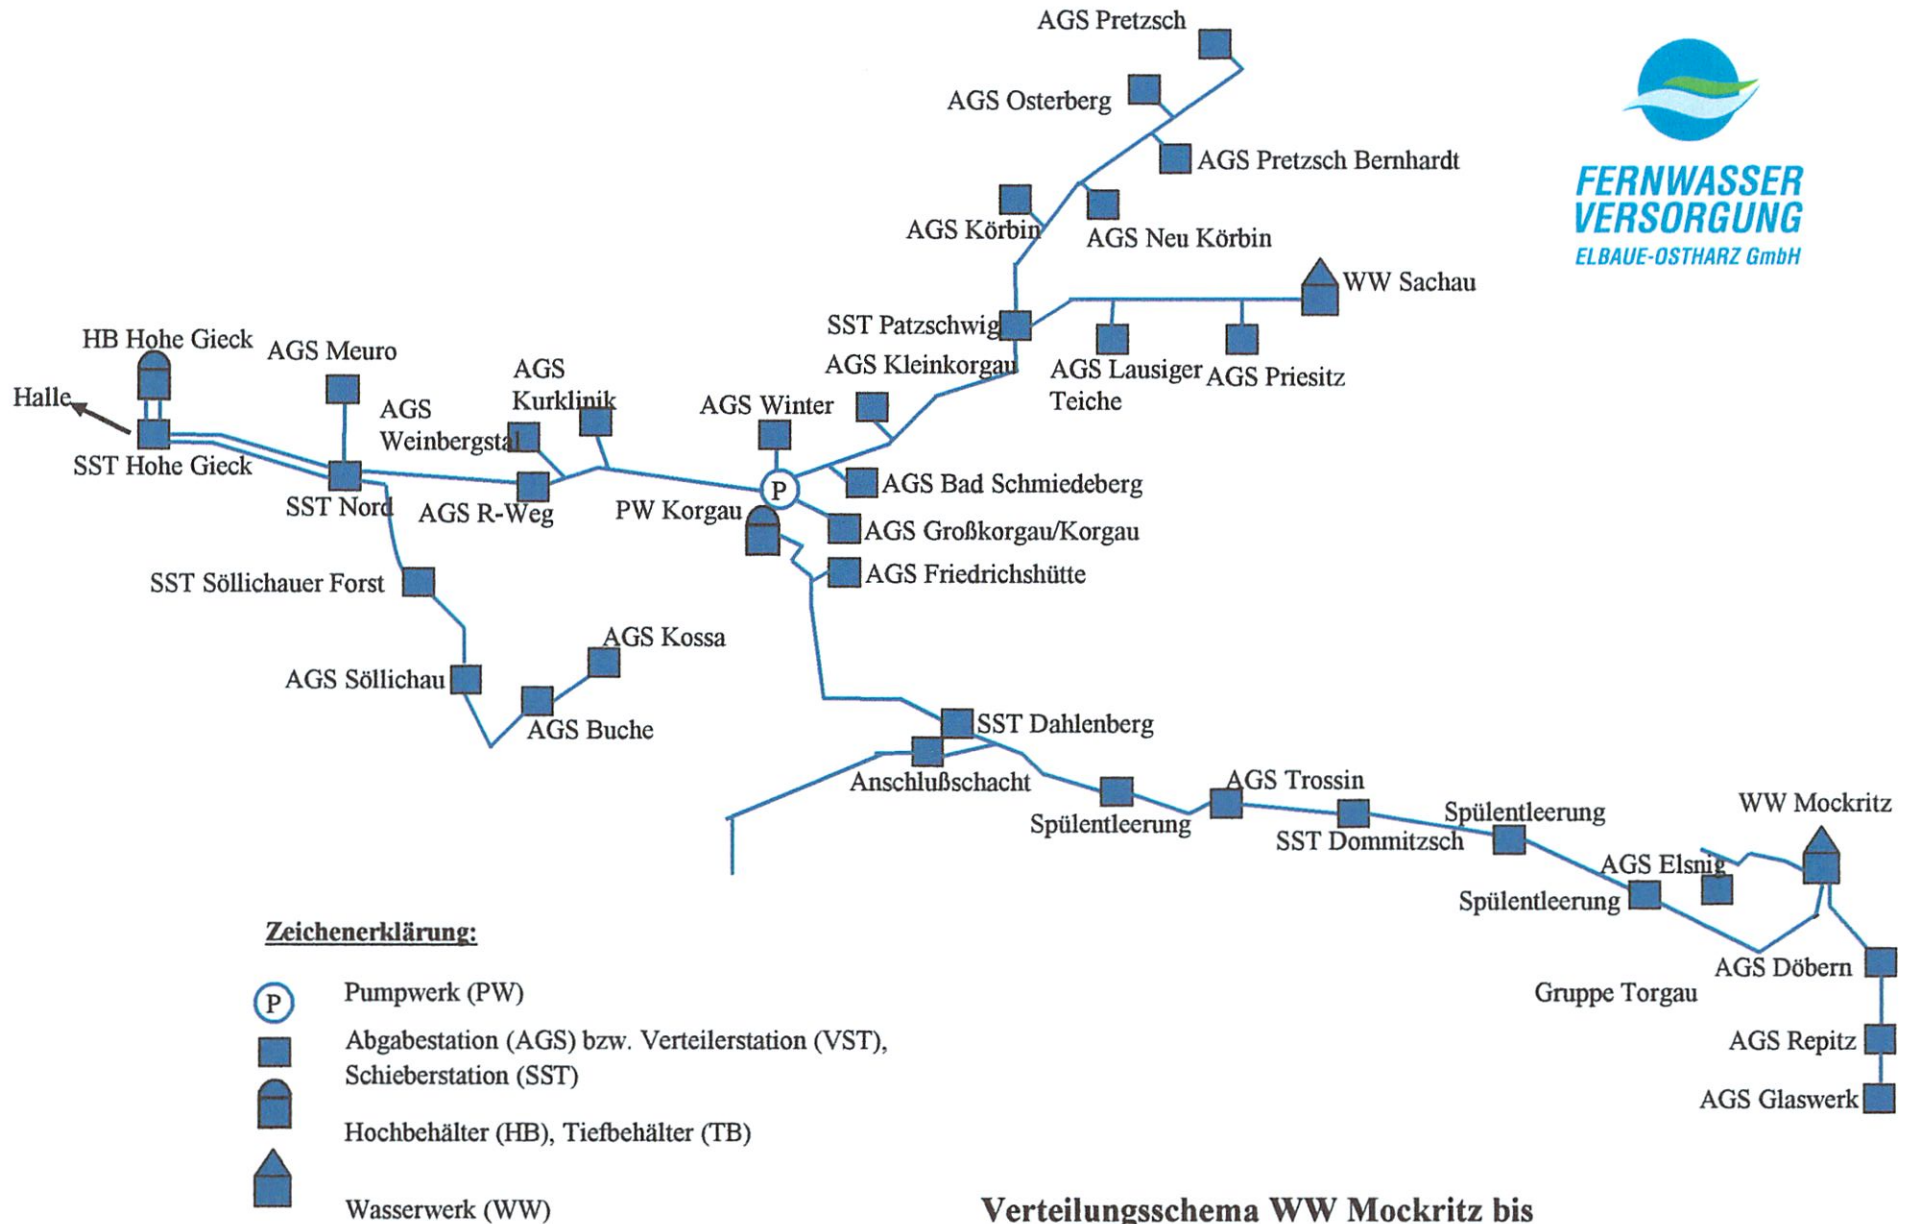 AGS Pretzsch
AGS Osterberg
AGS Pretzsch Bernhardt
FERNWASSER
VERSORGUNG
ELBAUE-OSTHARZ GmbH
AGS Körbin
AGS Neu Körbin
WW Sachau
SST Patzschwig
HB Hohe Gieck
AGS Meuro
AGS Kleinkorgau
AGS Lausiger
Teiche
AGS Priesitz
Halle
AGS
Kurklinik
AGS
Weinbergstal
AGS Winter
SST Hohe Gieck
P
AGS Bad Schmiedeberg
SST Nord
AGS R-Weg
PW Korgau
AGS Großkorgau/Korgau
SST Söllichauer Forst
AGS Friedrichshütte
AGS Kossa
AGS Söllichau
AGS Buche
SST Dahlenberg
Anschlußschacht
AGS Trossin
Spülentleerung
SST Dommitzsch
Spülentleerung
WW Mockritz
AGS Elsnig
Spülentleerung
AGS Döbern
Gruppe Torgau
AGS Repitz
AGS Glaswerk
Zeichenerklärung:
P
Pumpwerk (PW)
Abgabestation (AGS) bzw. Verteilerstation (VST),
Schieberstation (SST)
Hochbehälter (HB), Tiefbehälter (TB)
Wasserwerk (WW)
Verteilungsschema WW Mockritz bis